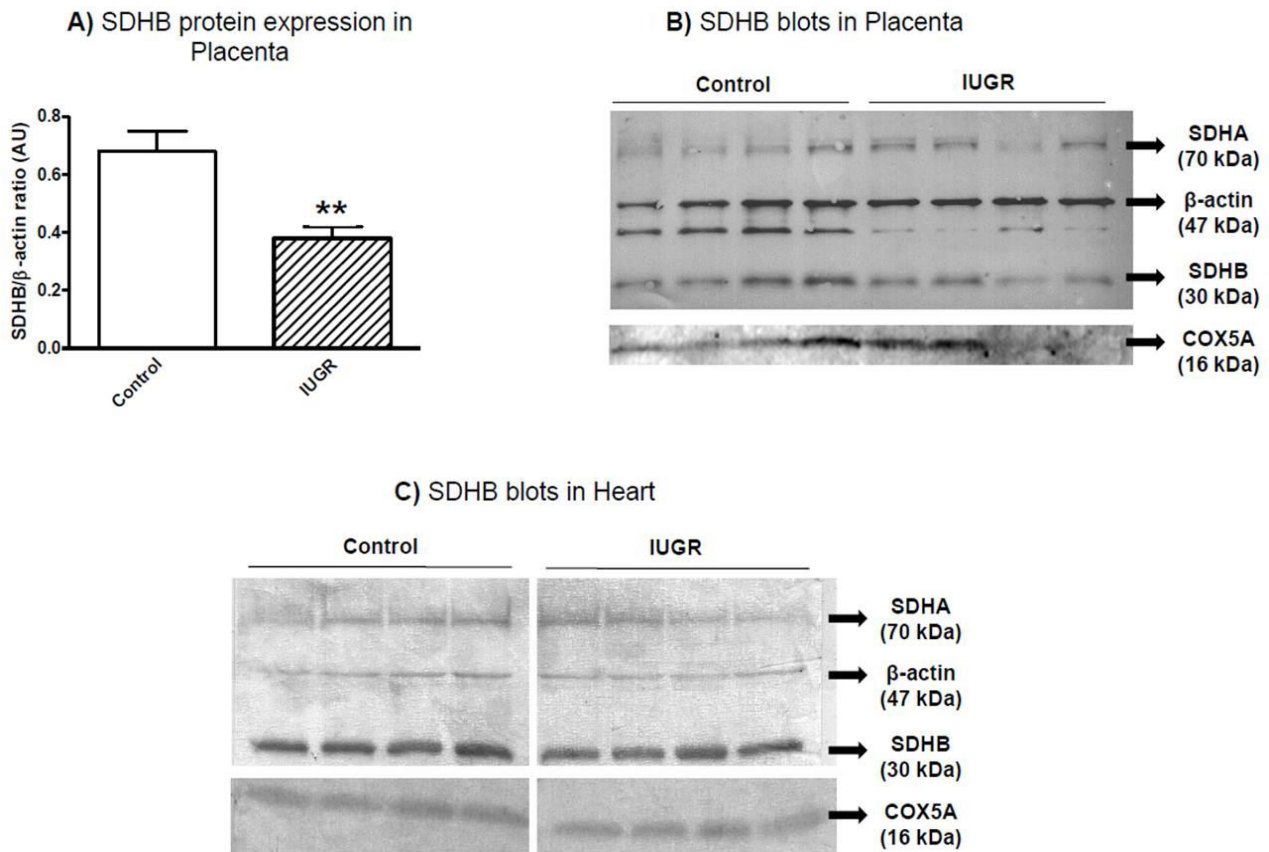 A) SDHB protein expression in
Placenta
SDHB/β-actin ratio (AU)
0.8
0.6
0.4
0.2
0.0
**
Control
IUGR
B) SDHB blots in Placenta
Control
IUGR
SDHA
(70 kDa)
β-actin
(47 kDa)
SDHB
(30 kDa)
COX5A
(16 kDa)
C) SDHB blots in Heart
Control
IUGR
SDHA
(70 kDa)
β-actin
(47 kDa)
SDHB
(30 kDa)
COX5A
(16 kDa)